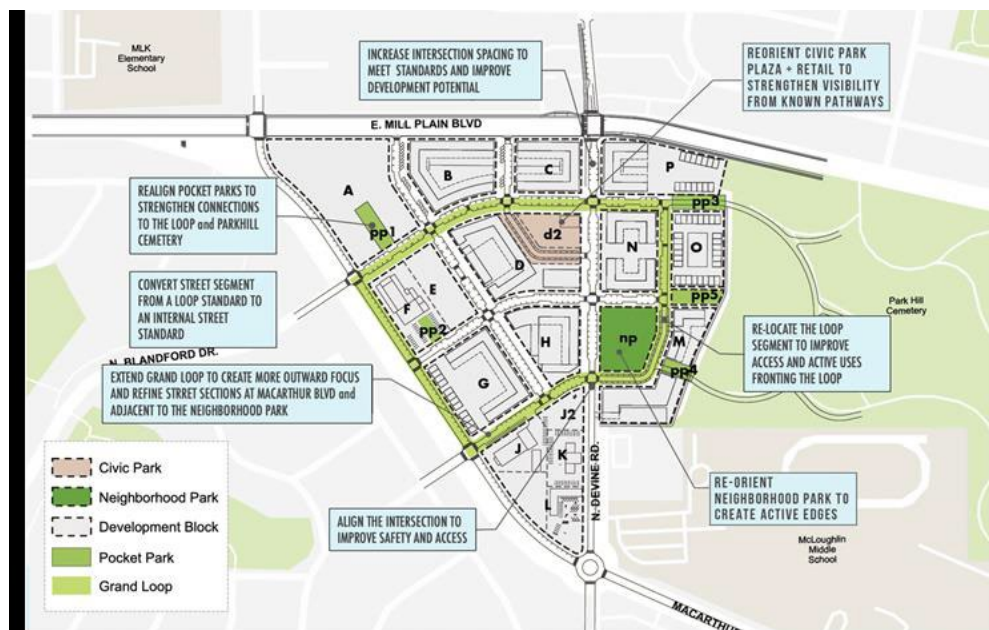 MLK
Elementary
School
INCREASE INTERSECTION SPACING TO
MEET STANDARDS AND IMPROVE
DEVELOPMENT POTENTIAL
REORIENT CIVIC PARK
PLAZA + RETAIL TO
STRENGTHEN VISIBILITY
FROM KNOWN PATHWAYS
E. MILL PLAIN BLVD
A
B
C
P
REALIGN POCKET PARKS TO
STRENGTHEN CONNECTIONS
TO THE LOOP and PARKHILL
CEMETERY
pp1
pp3
d2
N
O
D
E
F
CONVERT STREET SEGMENT
FROM A LOOP STANDARD TO
AN INTERNAL STREET
STANDARD
pp5
Park Hill
Cemetery
pp2
H
np
M
RE-LOCATE THE LOOP
SEGMENT TO IMPROVE
ACCESS AND ACTIVE USES
FRONTING THE LOOP
N. BLANDFORD DR.
pp4
EXTEND GRAND LOOP TO CREATE MORE OUTWARD FOCUS
AND REFINE STRRET SECTIONS AT MACARTHUR BLVD and
ADJACENT TO THE NEIGHBORHOOD PARK
G
J2
J
K
L
N. DEVINE RD.
Civic Park
Neighborhood Park
Development Block
Pocket Park
Grand Loop
ALIGN THE INTERSECTION TO
IMPROVE SAFETY AND ACCESS
RE-ORIENT
NEIGHBORHOOD PARK TO
CREATE ACTIVE EDGES
McLoughlin
Middle
School
MACARTHUR